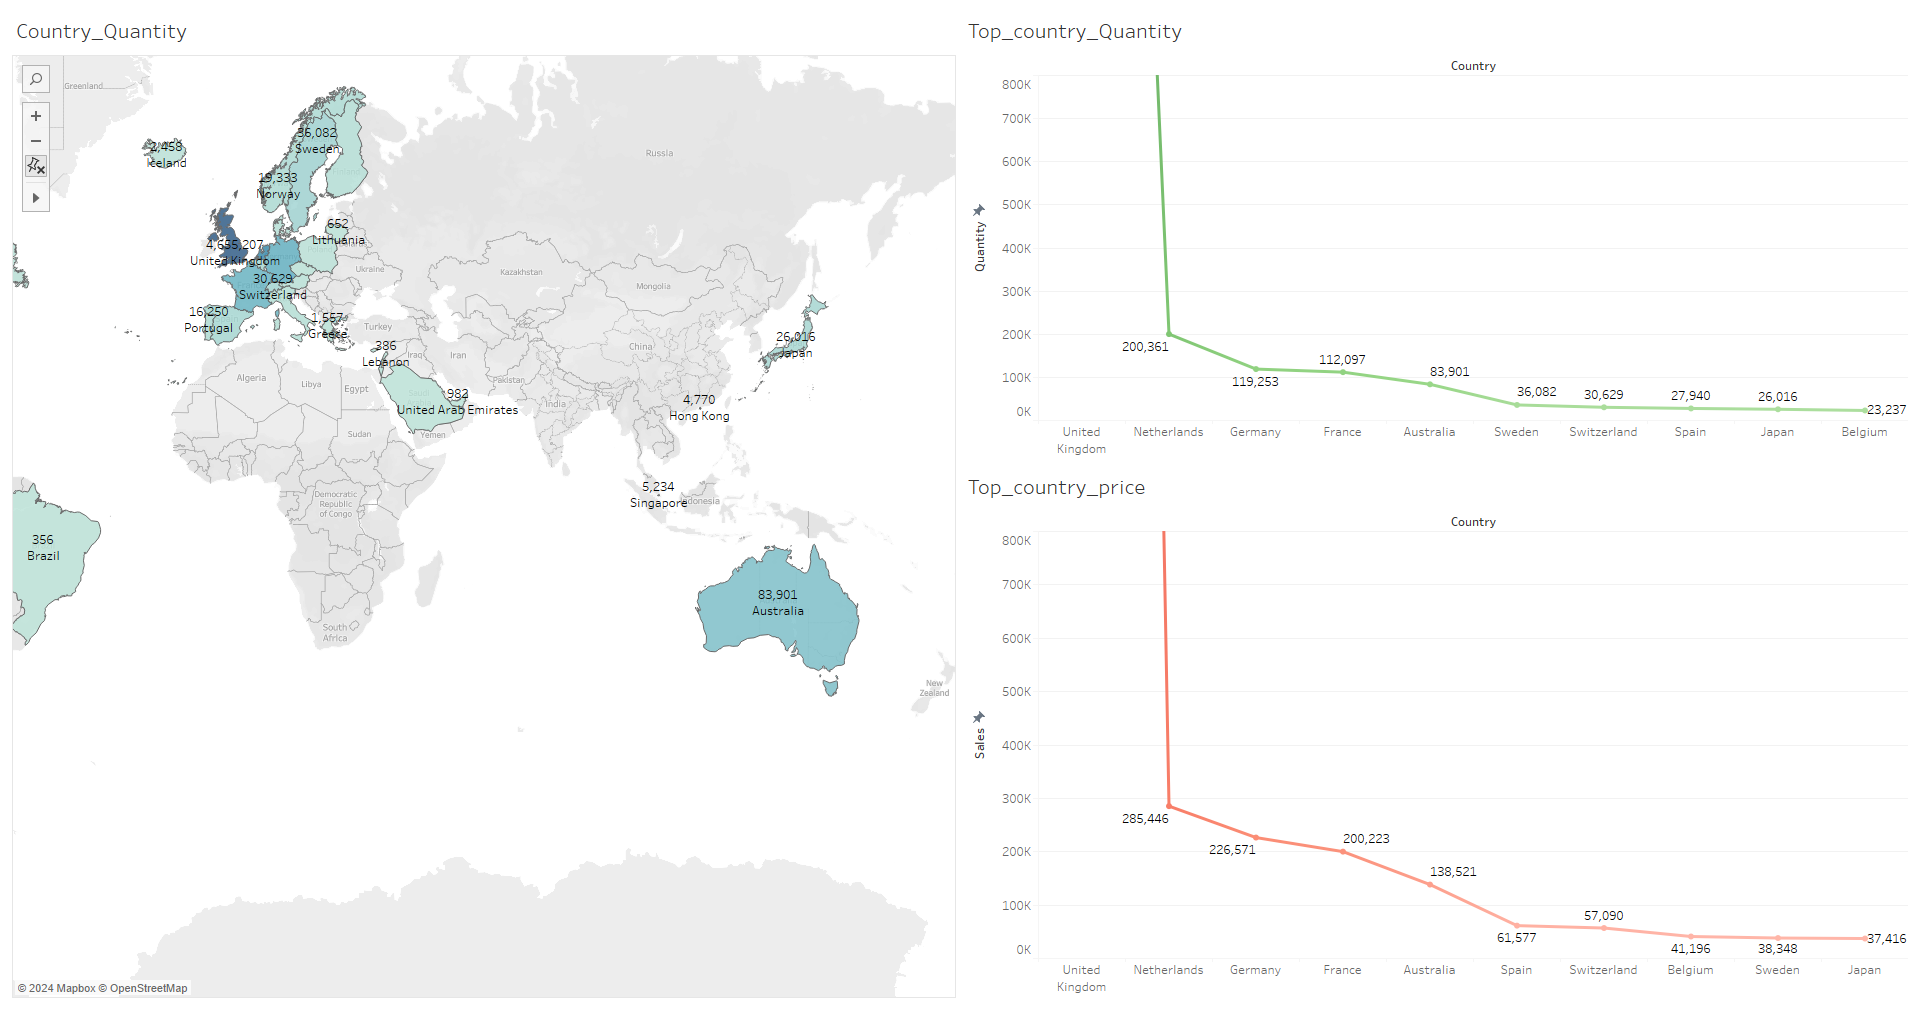 Country_Quantity
Greenland
2,458
Iceland
36,082
Sweden
19,333
Norway
Russia
652
Lithuania
4,655,207
United Kingdom
Ukraine
Kazakhstan
Mongolia
30,629
Switzerland
16,250
Portugal
1,557
Greece
Turkey
26,016
Japan
China
386
Lebanon
Iraq
Iran
Algeria
Libya
Egypt
Pakistan
982
United Arab Emirates
India
4,770
Hong Kong
Sudan
Yemen
5,234
Singapore
Indonesia
Democratic
Republic
of Congo
356
Brazil
83,901
Australia
South
Africa
New
Zealand
© 2024 Mapbox © OpenStreetMap
Top_country_Quantity
Country
Quantity
800K
700K
600K
500K
400K
300K
200K
100K
0K
200,361
119,253
112,097
83,901
36,082
30,629
27,940
26,016
23,237
United
Kingdom
Netherlands
Germany
France
Australia
Sweden
Switzerland
Spain
Japan
Belgium
Top_country_price
Country
Sales
800K
700K
600K
500K
400K
300K
200K
100K
0K
285,446
226,571
200,223
138,521
61,577
57,090
41,196
38,348
37,416
United
Kingdom
Netherlands
Germany
France
Australia
Spain
Switzerland
Belgium
Sweden
Japan